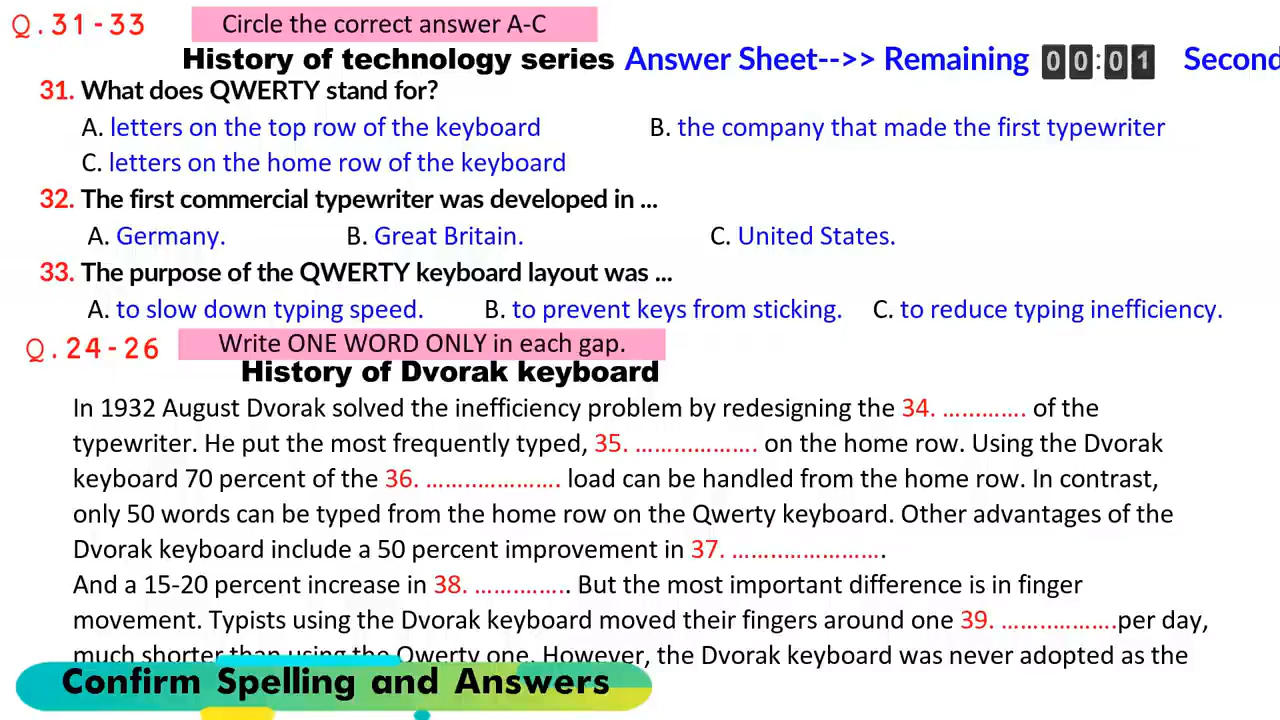 Q.31-33 Circle the correct answer A-C
History of technology series Answer Sheet-->> Remaining 00:01 Second
31. What does QWERTY stand for?
A. letters on the top row of the keyboard B. the company that made the first typewriter
C. letters on the home row of the keyboard
32. The first commercial typewriter was developed in ...
A. Germany. B. Great Britain. C. United States.
33. The purpose of the QWERTY keyboard layout was ...
A. to slow down typing speed. B. to prevent keys from sticking. C. to reduce typing inefficiency.
Q.24-26 Write ONE WORD ONLY in each gap.
History of Dvorak keyboard
In 1932 August Dvorak solved the inefficiency problem by redesigning the 34. ............. of the
typewriter. He put the most frequently typed, 35. ................... on the home row. Using the Dvorak
keyboard 70 percent of the 36. ..................... load can be handled from the home row. In contrast,
only 50 words can be typed from the home row on the Qwerty keyboard. Other advantages of the
Dvorak keyboard include a 50 percent improvement in 37. .......................
And a 15-20 percent increase in 38. .............. But the most important difference is in finger
movement. Typists using the Dvorak keyboard moved their fingers around one 39. ..................per day,
much shorter than using the Qwerty one. However, the Dvorak keyboard was never adopted as the
Confirm Spelling and Answers